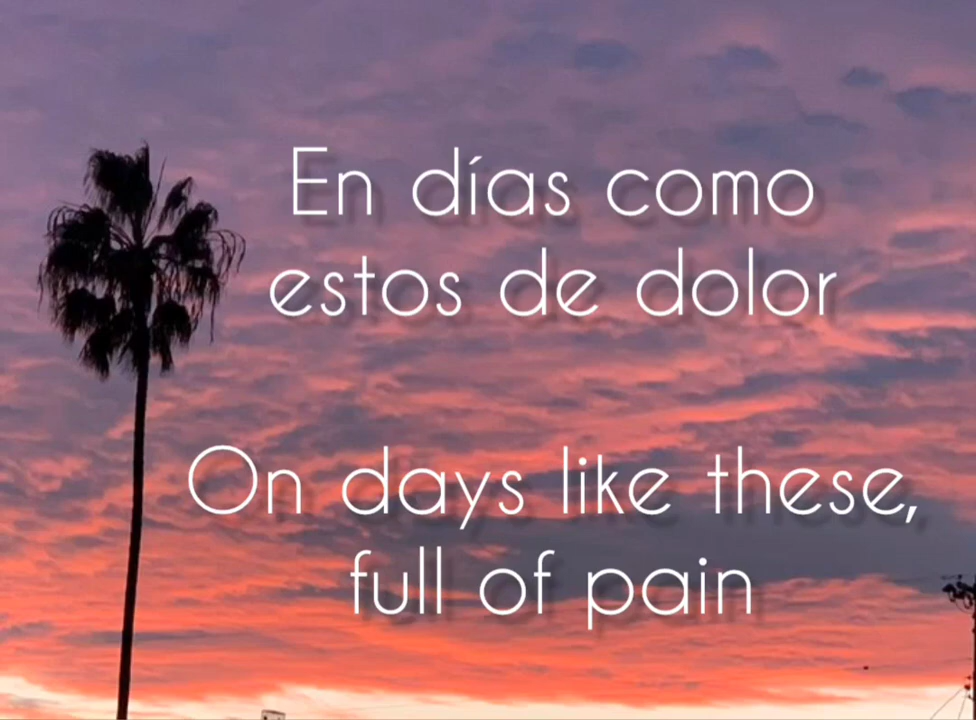 En días como
estos de dolor
On days like these,
full of pain